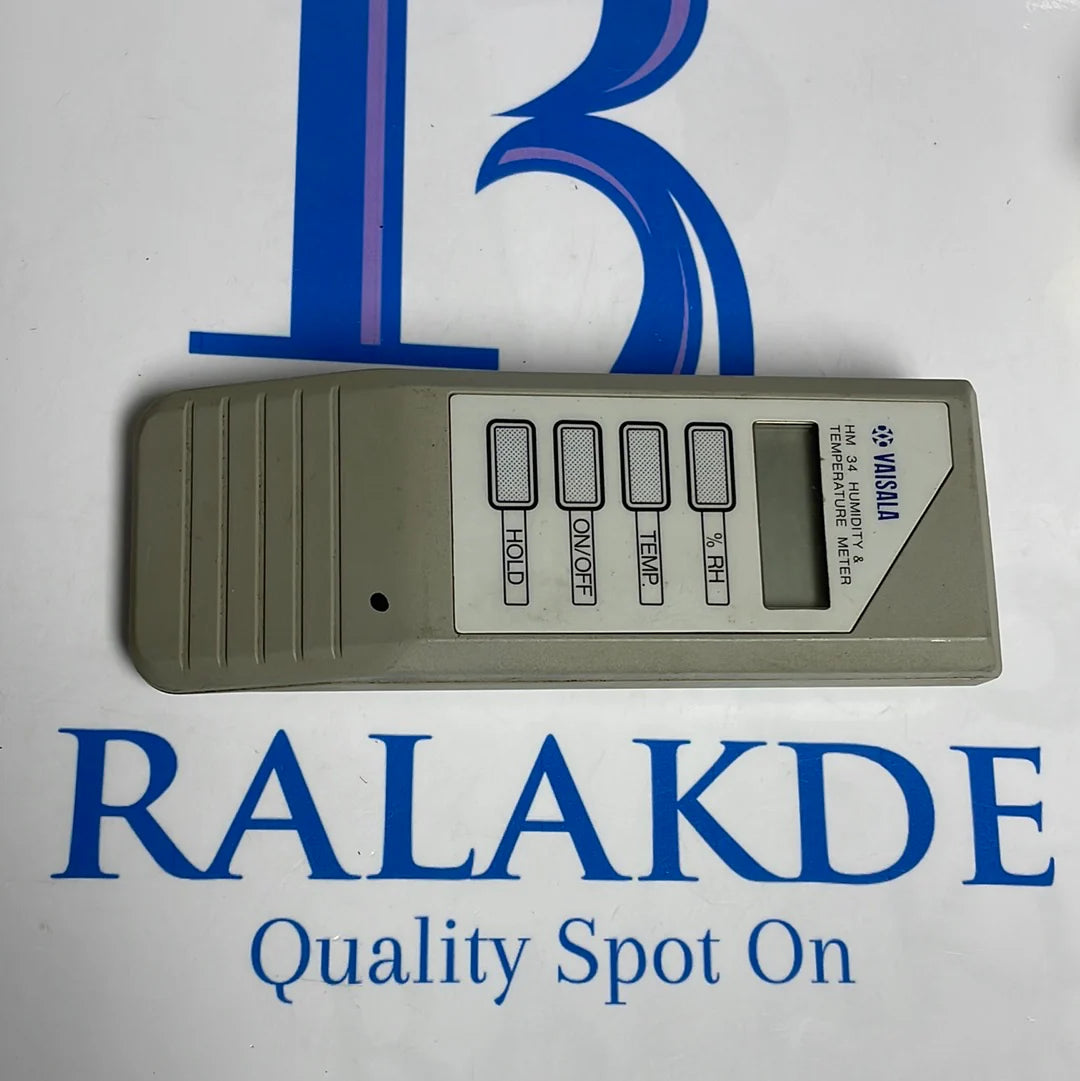 VAISALA
HM 34 HUMIDITY &
TEMPERATURE METER
% RH
TEMP.
ON/OFF
HOLD
RALAKDE
Quality Spot On